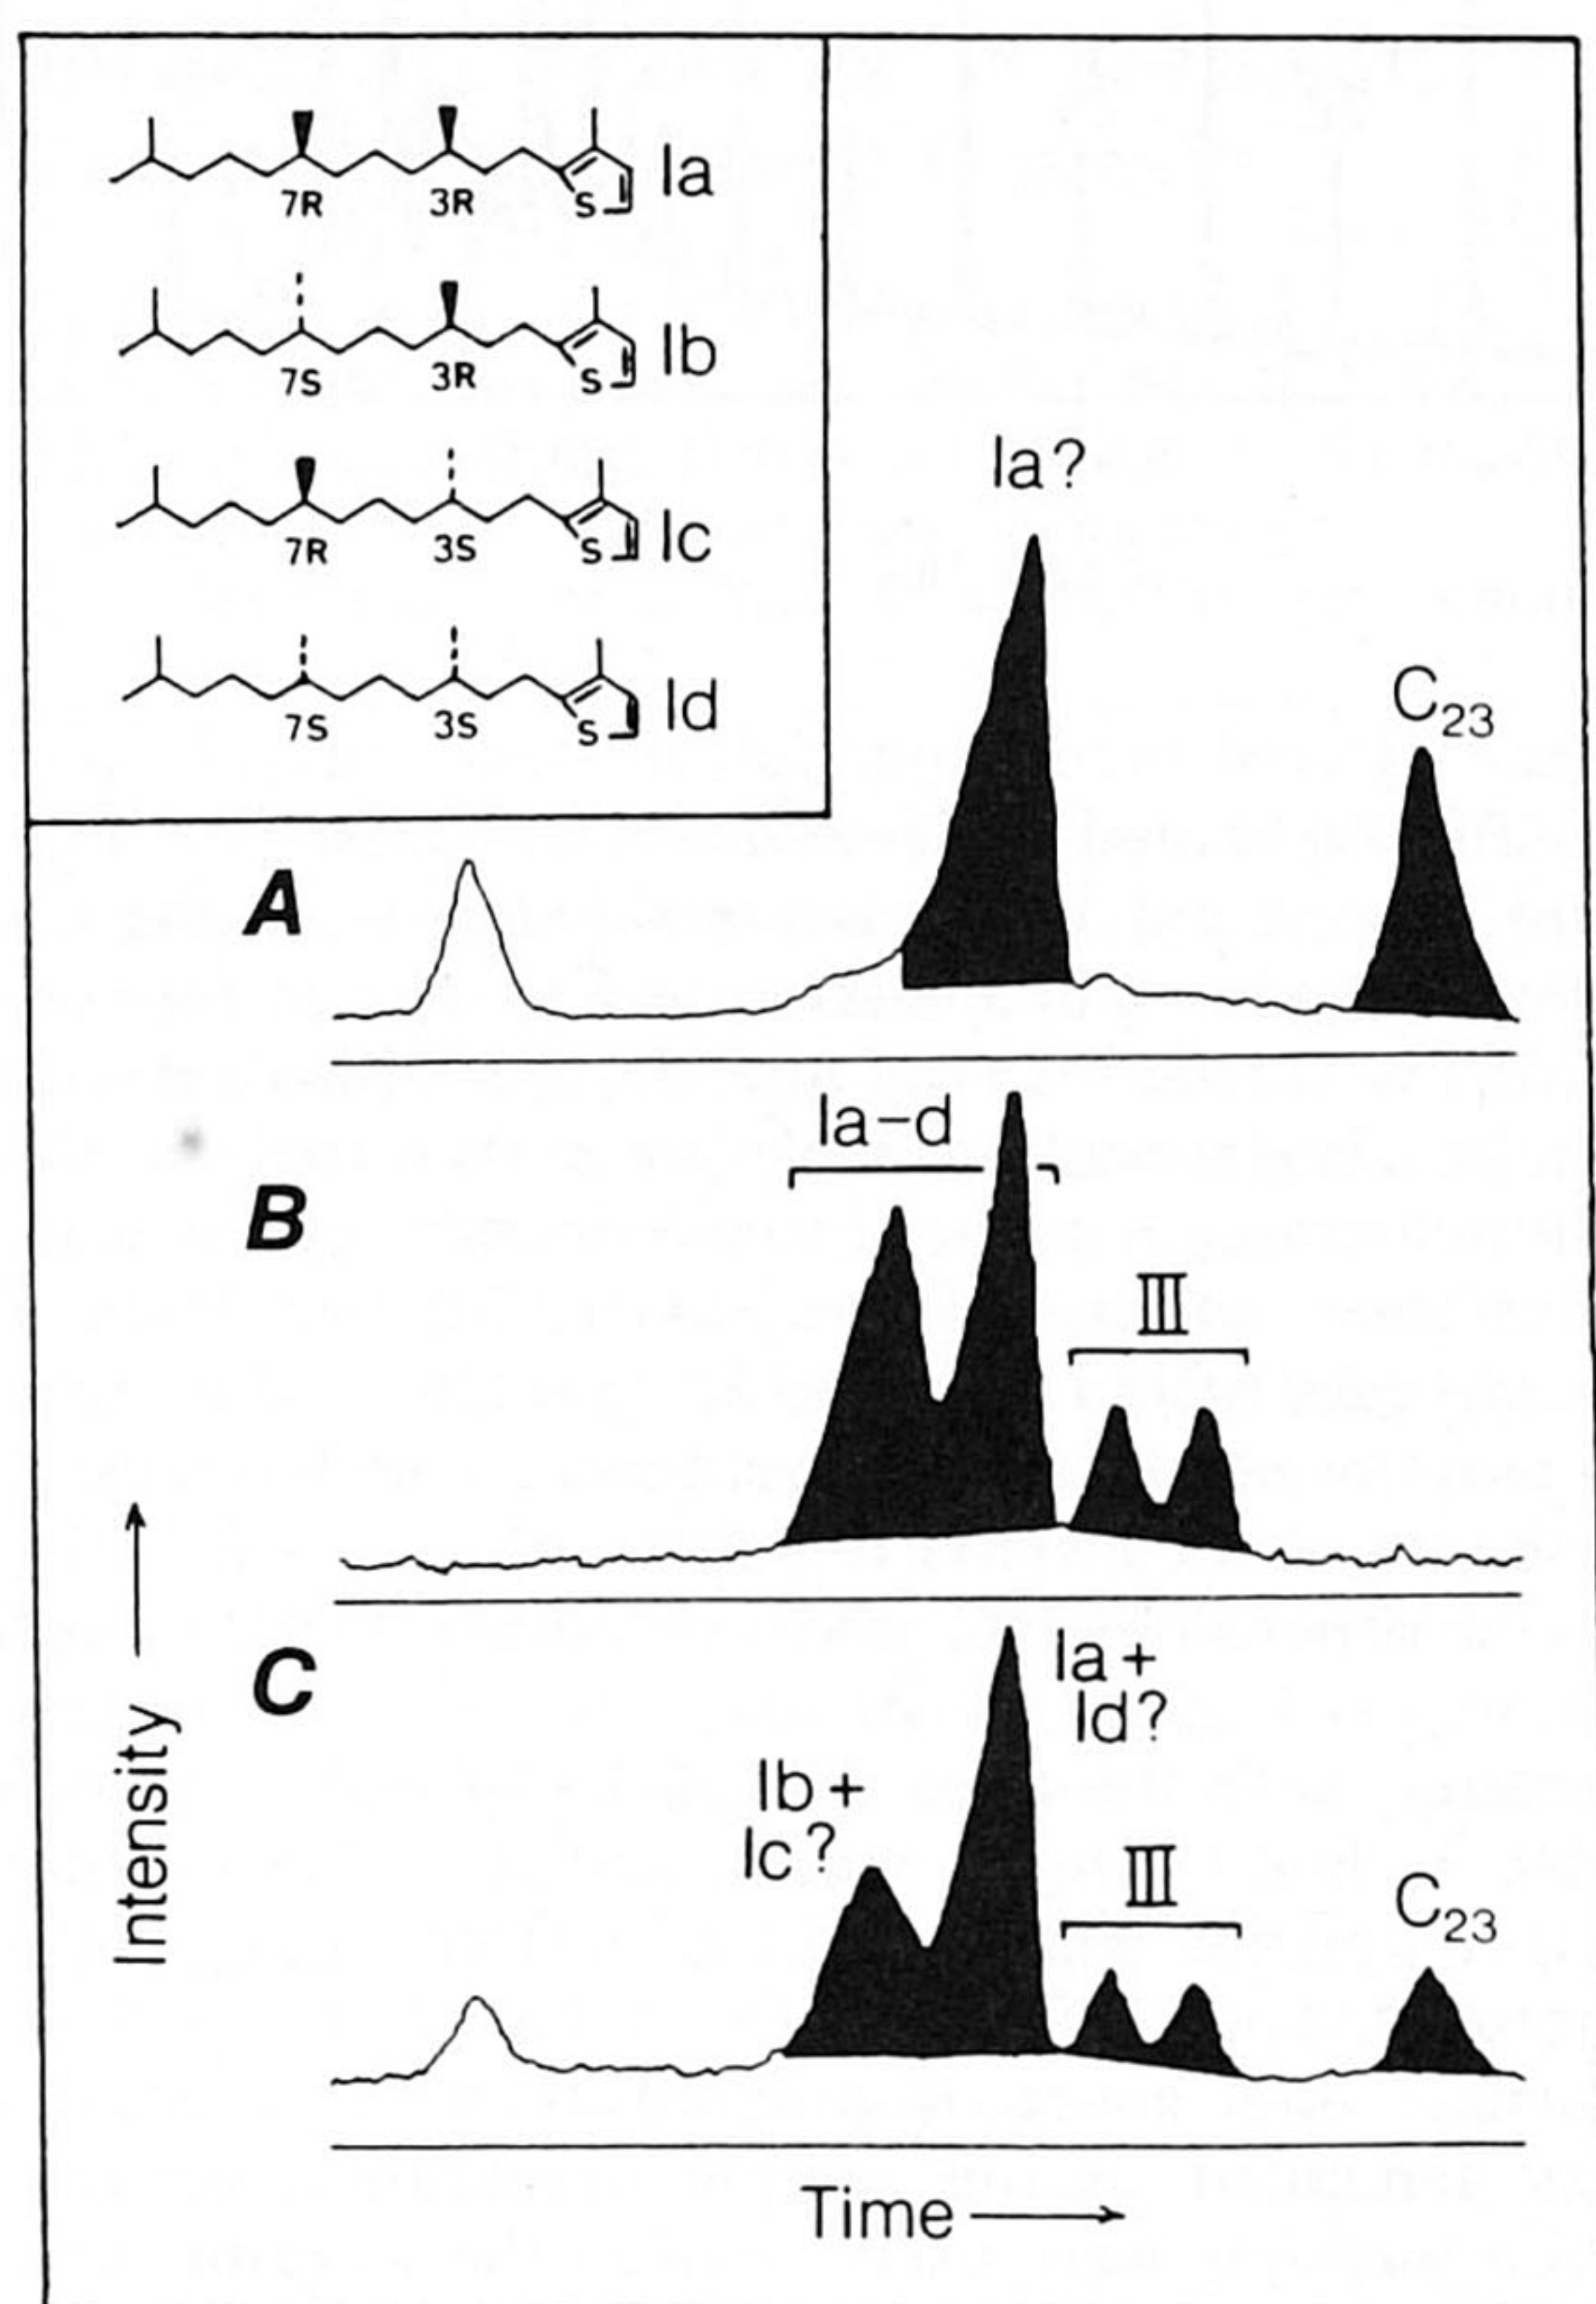 7R 3R S Ia
7S 3R S Ib
7R 3S S Ic
7S 3S S Id
Ia?
C23
A
Ia-d
B
III
C
Ia +
Id?
Ib +
Ic?
III
C23
Intensity
Time